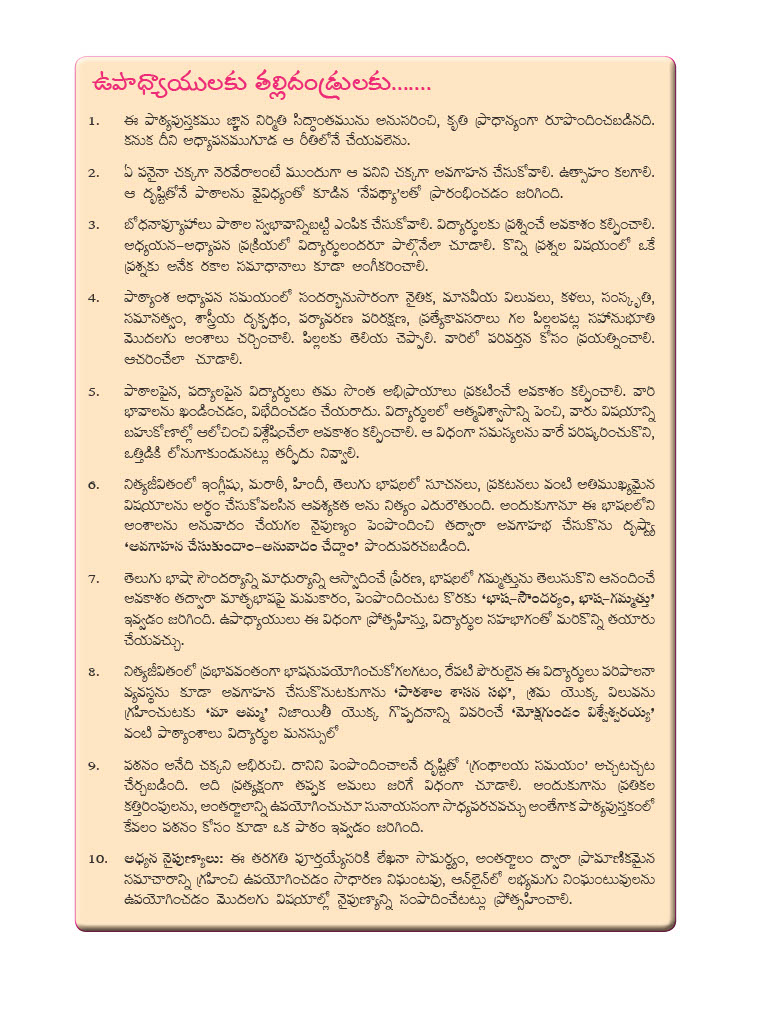 ఉపాధ్యాయులకు తల్లిదండ్రులకు.......
1. ఈ పాఠ్యపుస్తకము జ్ఞాన నిర్మితి సిద్ధాంతమును అనుసరించి, కృతి ప్రాధాన్యంగా రూపొందించబడినది.
కనుక దీని అధ్యాపనముగూడ ఆ రీతిలోనే చేయవలెను.
2. ఏ పనైనా చక్కగా నెరవేరాలంటే ముందుగా ఆ పనిని చక్కగా అవగాహన చేసుకోవాలి. ఉత్సాహం కలగాలి.
ఆ దృష్టితోనే పాఠాలను వైవిధ్యంతో కూడిన ‘నేపథ్యా’లతో ప్రారంభించడం జరిగింది.
3. బోధనావ్యూహాలు పాఠాల స్వభావాన్నిబట్టి ఎంపిక చేసుకోవాలి. విద్యార్థులకు ప్రశ్నించే అవకాశం కల్పించాలి.
అధ్యయన–అధ్యాపన ప్రక్రియలో విద్యార్థులందరూ పాల్గొనేలా చూడాలి. కొన్ని ప్రశ్నల విషయంలో ఒకే
ప్రశ్నకు అనేక రకాల సమాధానాలు కూడా అంగీకరించాలి.
4. పాఠ్యాంశ అధ్యాపన సమయంలో సందర్భానుసారంగా నైతిక, మానవీయ విలువలు, కళలు, సంస్కృతి,
సమానత్వం, శాస్త్రీయ దృక్పథం, పర్యావరణ పరిరక్షణ, ప్రత్యేకావసరాలు గల పిల్లలవట్ల సహానుభూతి
మొదలగు అంశాలు చర్చించాలి. పిల్లలకు తెలియ చెప్పాలి. వారిలో పరివర్తన కోసం ప్రయత్నించాలి.
ఆచరించేలా చూడాలి.
5. పాఠాలపైన, పద్యాలపైన విద్యార్థులు తమ సొంత అభిప్రాయాలు ప్రకటించే అవకాశం కల్పించాలి. వారి
భావాలను ఖండించడం, విభేదించడం చేయరాదు. విద్యార్థులలో ఆత్మవిశ్వాసాన్ని పెంచి, వారు విషయాన్ని
బహుకోణాల్లో ఆలోచించి విశ్లేషించేలా అవకాశం కల్పించాలి. ఆ విధంగా సమస్యలను వారే పరిష్కరించుకొని,
ఒత్తిడికి లోనుగాకుండునట్లు తర్ఫీదు నివ్వాలి.
6. నిత్యజీవితంలో ఇంగ్లీషు, మరాఠీ, హిందీ, తెలుగు భాషలలో సూచనలు, ప్రకటనలు వంటి అతిముఖ్యమైన
విషయాలను అర్థం చేసుకోవలసిన ఆవశ్యకత అను నిత్యం ఎదురౌతుంది. అందుకుగానూ ఈ భాషలలోని
అంశాలను అనువాదం చేయగల నైపుణ్యం పెంపొందించి తద్వారా అవగాహభ చేసుకొను దృష్ట్యా
‘అవగాహన చేసుకుందాం–అనువాదం చేద్దాం’ పొందుపరచబడింది.
7. తెలుగు భాషా సౌందర్యాన్ని మాధుర్యాన్ని ఆస్వాదించే ప్రేరణ, భాషలలో గమ్మత్తును తెలుసుకొని ఆనందించే
అవకాశం తద్వారా మాతృభాషపై మమకారం, పెంపొందించుట కొరకు ‘భాష–సౌందర్యం, భాష–గమ్మత్తు’
ఇవ్వడం జరిగింది. ఉపాధ్యాయులు ఈ విధంగా ప్రోత్సహిస్తు, విద్యార్థుల సహభాగంతో మరికొన్ని తయారు
చేయవచ్చు.
8. నిత్యజీవితంలో ప్రభావవంతంగా భాషనుపయోగించుకోగలగటం, రేపటి పౌరులైన ఈ విద్యార్థులు పరిపాలనా
వ్యవస్థను కూడా అవగాహన చేసుకొనుటకుగాను ‘పాఠశాల శాసన సభ’, శ్రమ యొక్క విలువను
గ్రహించుటకు ‘మా అమ్మ’ నిజాయితీ యొక్క గొప్పదనాన్ని వివరించే ‘మోక్షగుండం విశ్వేశ్వరయ్య’
వంటి పాఠ్యాంశాలు విద్యార్థుల మనస్సులో
9. పఠనం అనేది చక్కని అభిరుచి. దానిని పెంపొందించాలనే దృష్టితో ‘గ్రంథాలయ సమయం’ అచ్చటచ్చట
చేర్చబడింది. అది ప్రత్యక్షంగా తప్పక అమలు జరిగే విధంగా చూడాలి. అందుకుగాను ప్రతికల
కత్తిరింపులను, అంతర్జాలాన్ని ఉపయోగించుచూ సునాయసంగా సాధ్యపరచవచ్చు అంతేగాక పాఠ్యపుస్తకంలో
కేవలం పఠనం కోసం కూడా ఒక పాఠం ఇవ్వడం జరిగింది.
10. అధ్యన నైపుణ్యాలు: ఈ తరగతి పూర్తయ్యేసరికి లేఖనా సామర్థ్యం, అంతర్జాలం ద్వారా ప్రామాణికమైన
సమాచారాన్ని గ్రహించి ఉపయోగించడం సాధారణ నిఘంటవు, ఆన్‌లైన్‌లో లభ్యమగు నింఘంటువులను
ఉపయోగించడం మొదలగు విషయాల్లో నైపుణ్యాన్ని సంపాదించేటట్లు ప్రోత్సహించాలి.